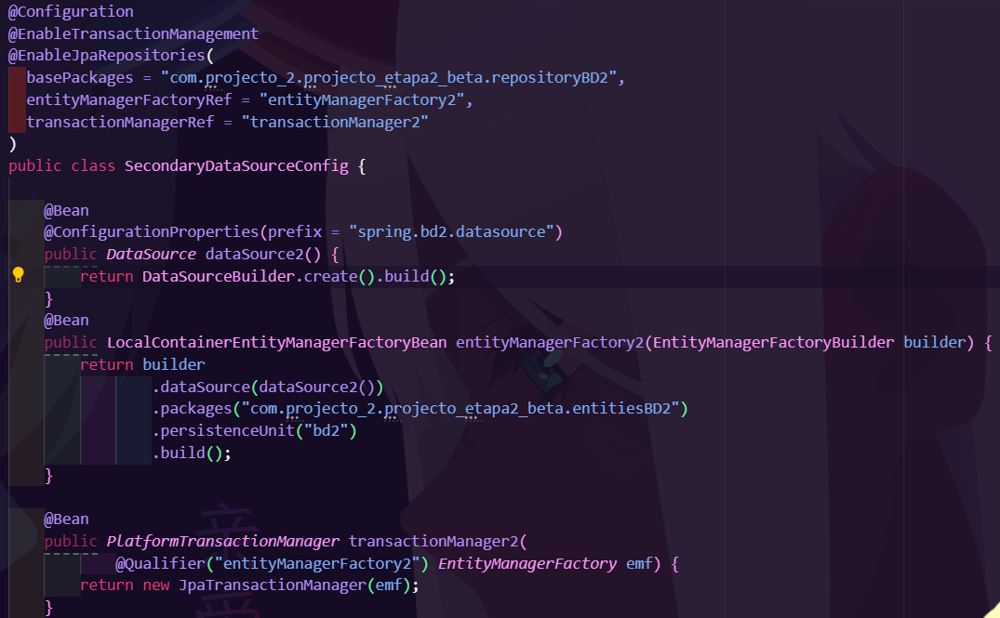 @Configuration
@EnableTransactionManagement
@EnableJpaRepositories(
basePackages = "com.projecto_2.projecto_etapa2_beta.repositoryBD2",
entityManagerFactoryRef = "entityManagerFactory2",
transactionManagerRef = "transactionManager2"
)
public class SecondaryDataSourceConfig {
@Bean
@ConfigurationProperties(prefix = "spring.bd2.datasource")
public DataSource dataSource2() {
return DataSourceBuilder.create().build();
}
@Bean
public LocalContainerEntityManagerFactoryBean entityManagerFactory2(EntityManagerFactoryBuilder builder) {
return builder
.dataSource(dataSource2())
.packages("com.projecto_2.projecto_etapa2_beta.entitiesBD2")
.persistenceUnit("bd2")
.build();
}
@Bean
public PlatformTransactionManager transactionManager2(
@Qualifier("entityManagerFactory2") EntityManagerFactory emf) {
return new JpaTransactionManager(emf);
}